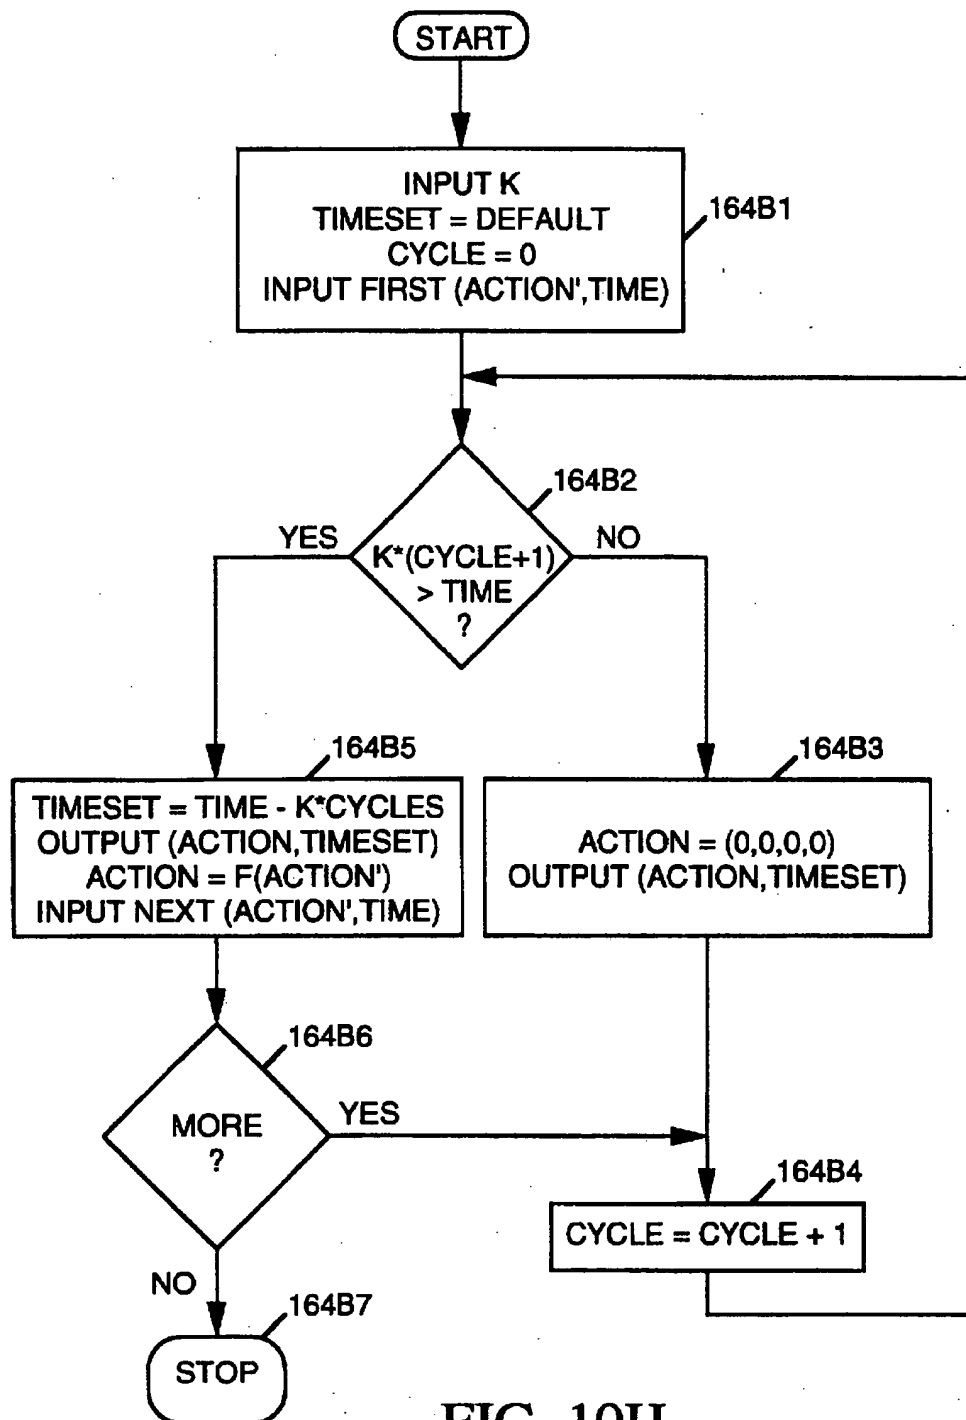 START
INPUT K
TIMESET = DEFAULT
CYCLE = 0
INPUT FIRST (ACTION',TIME)
164B1
164B2
YES
NO
K*(CYCLE+1)
> TIME
?
164B5
164B3
TIMESET = TIME - K*CYCLES
OUTPUT (ACTION,TIMESET)
ACTION = F(ACTION')
INPUT NEXT (ACTION',TIME)
ACTION = (0,0,0,0)
OUTPUT (ACTION,TIMESET)
164B6
MORE
?
YES
164B4
CYCLE = CYCLE + 1
NO
164B7
STOP
FIG. 10H